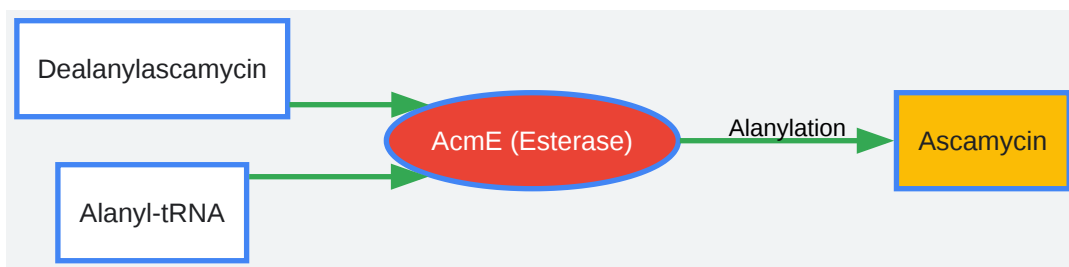 Dealanylascamycin
AcmE (Esterase)
Alanylation
Ascamycin
Alanyl-tRNA